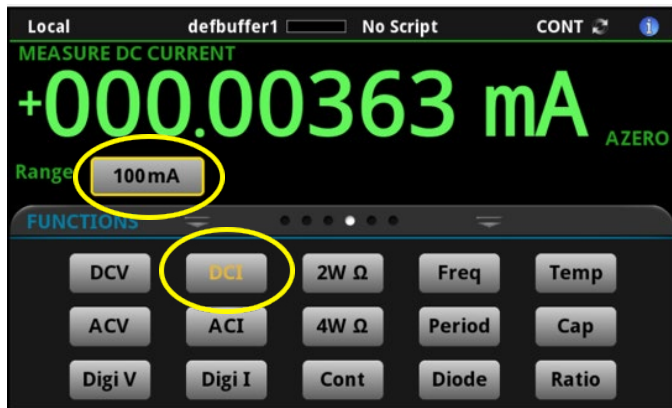 Local defbuffer1 No Script CONT
MEASURE DC CURRENT
+000.00363 mA
AZERO
Range 100mA
FUNCTIONS
DCV DCI 2W Ω Freq Temp
ACV ACI 4W Ω Period Cap
Digi V Digi I Cont Diode Ratio